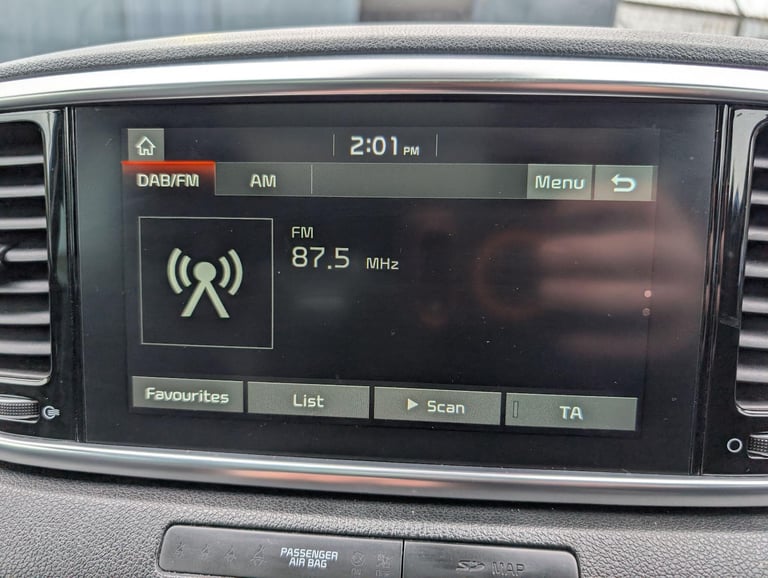 2:01 PM
DAB/FM AM Menu
FM
87.5 MHz
Favourites List Scan TA
PASSENGER
AIR BAG
SD MAP